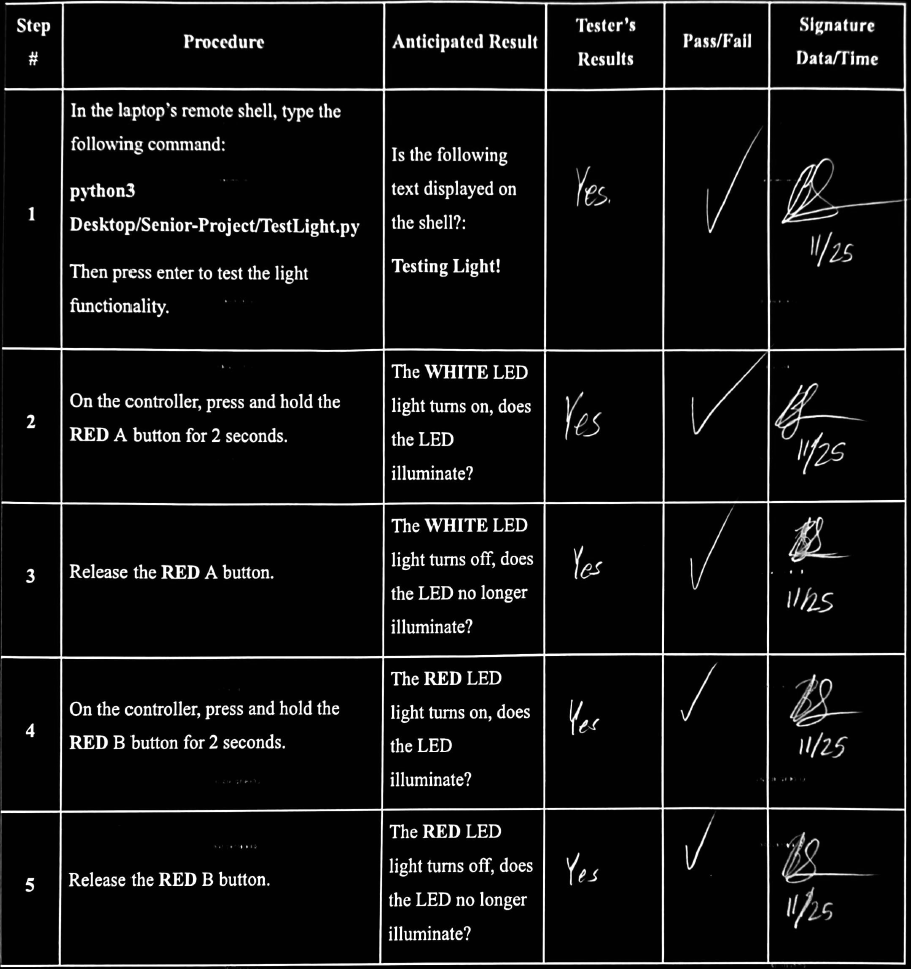 Step
#
Procedure
Anticipated Result
Tester's
Results
Pass/Fail
Signature
Data/Time
1
In the laptop's remote shell, type the
following command:
python3
Desktop/Senior-Project/TestLight.py
Then press enter to test the light
functionality.
Is the following
text displayed on
the shell?:
Testing Light!
Yes.
11/25
2
On the controller, press and hold the
RED A button for 2 seconds.
The WHITE LED
light turns on, does
the LED
illuminate?
Yes
11/25
3
Release the RED A button.
The WHITE LED
light turns off, does
the LED no longer
illuminate?
Yes
11/25
4
On the controller, press and hold the
RED B button for 2 seconds.
The RED LED
light turns on, does
the LED
illuminate?
Yes
11/25
5
Release the RED B button.
The RED LED
light turns off, does
the LED no longer
illuminate?
Yes
11/25